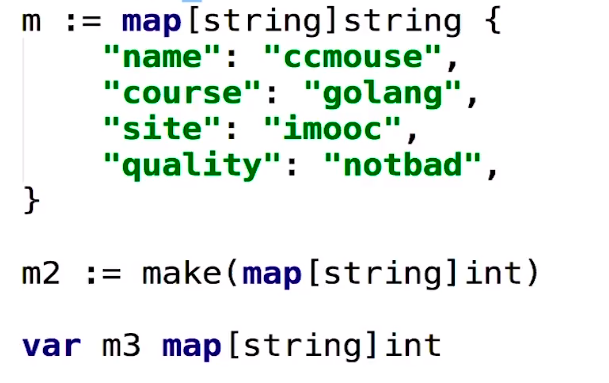 m := map[string]string {
    "name": "ccmouse",
    "course": "golang",
    "site": "imooc",
    "quality": "notbad",
}
m2 := make(map[string]int)
var m3 map[string]int